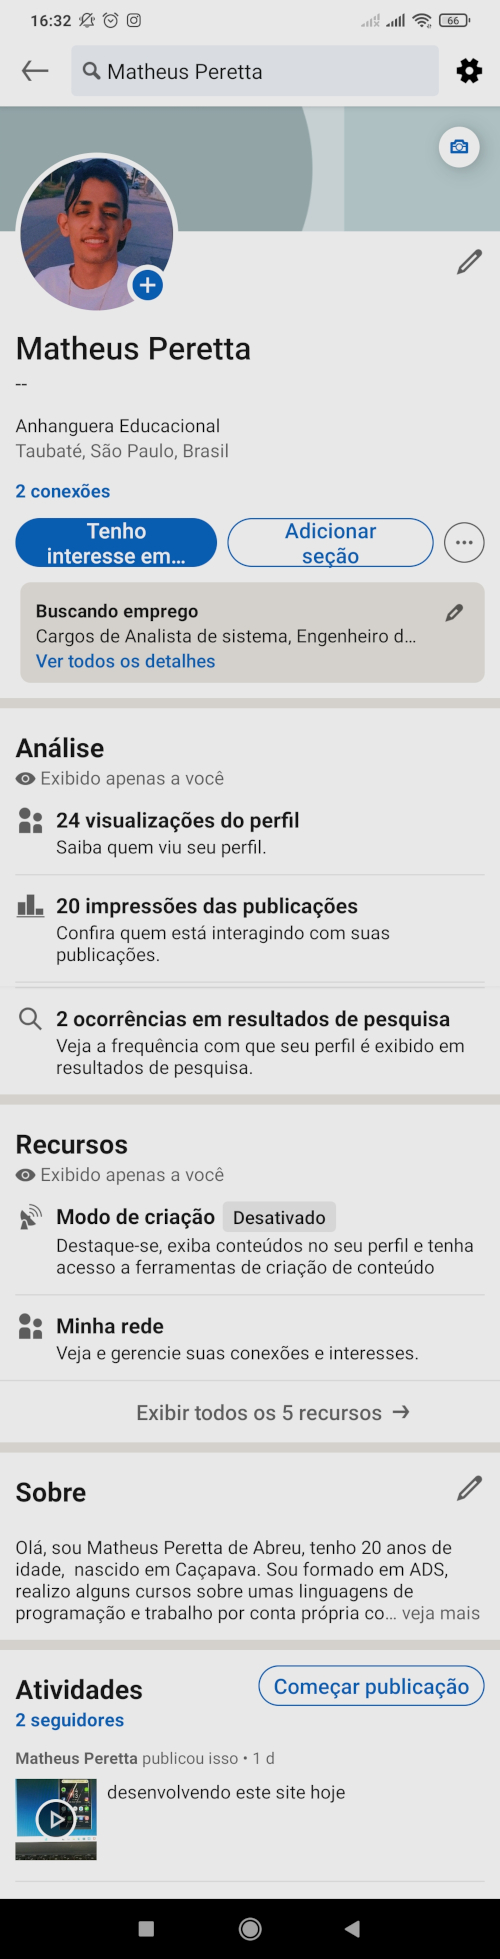 16:32
66
Matheus Peretta
Matheus Peretta
--
Anhanguera Educacional
Taubaté, São Paulo, Brasil
2 conexões
Tenho
interesse em...
Adicionar
seção
Buscando emprego
Cargos de Analista de sistema, Engenheiro d...
Ver todos os detalhes
Análise
Exibido apenas a você
24 visualizações do perfil
Saiba quem viu seu perfil.
20 impressões das publicações
Confira quem está interagindo com suas
publicações.
2 ocorrências em resultados de pesquisa
Veja a frequência com que seu perfil é exibido em
resultados de pesquisa.
Recursos
Exibido apenas a você
Modo de criação Desativado
Destaque-se, exiba conteúdos no seu perfil e tenha
acesso a ferramentas de criação de conteúdo
Minha rede
Veja e gerencie suas conexões e interesses.
Exibir todos os 5 recursos →
Sobre
Olá, sou Matheus Peretta de Abreu, tenho 20 anos de
idade,  nascido em Caçapava. Sou formado em ADS,
realizo alguns cursos sobre umas linguagens de
programação e trabalho por conta própria co... veja mais
Atividades
Começar publicação
2 seguidores
Matheus Peretta publicou isso • 1 d
desenvolvendo este site hoje